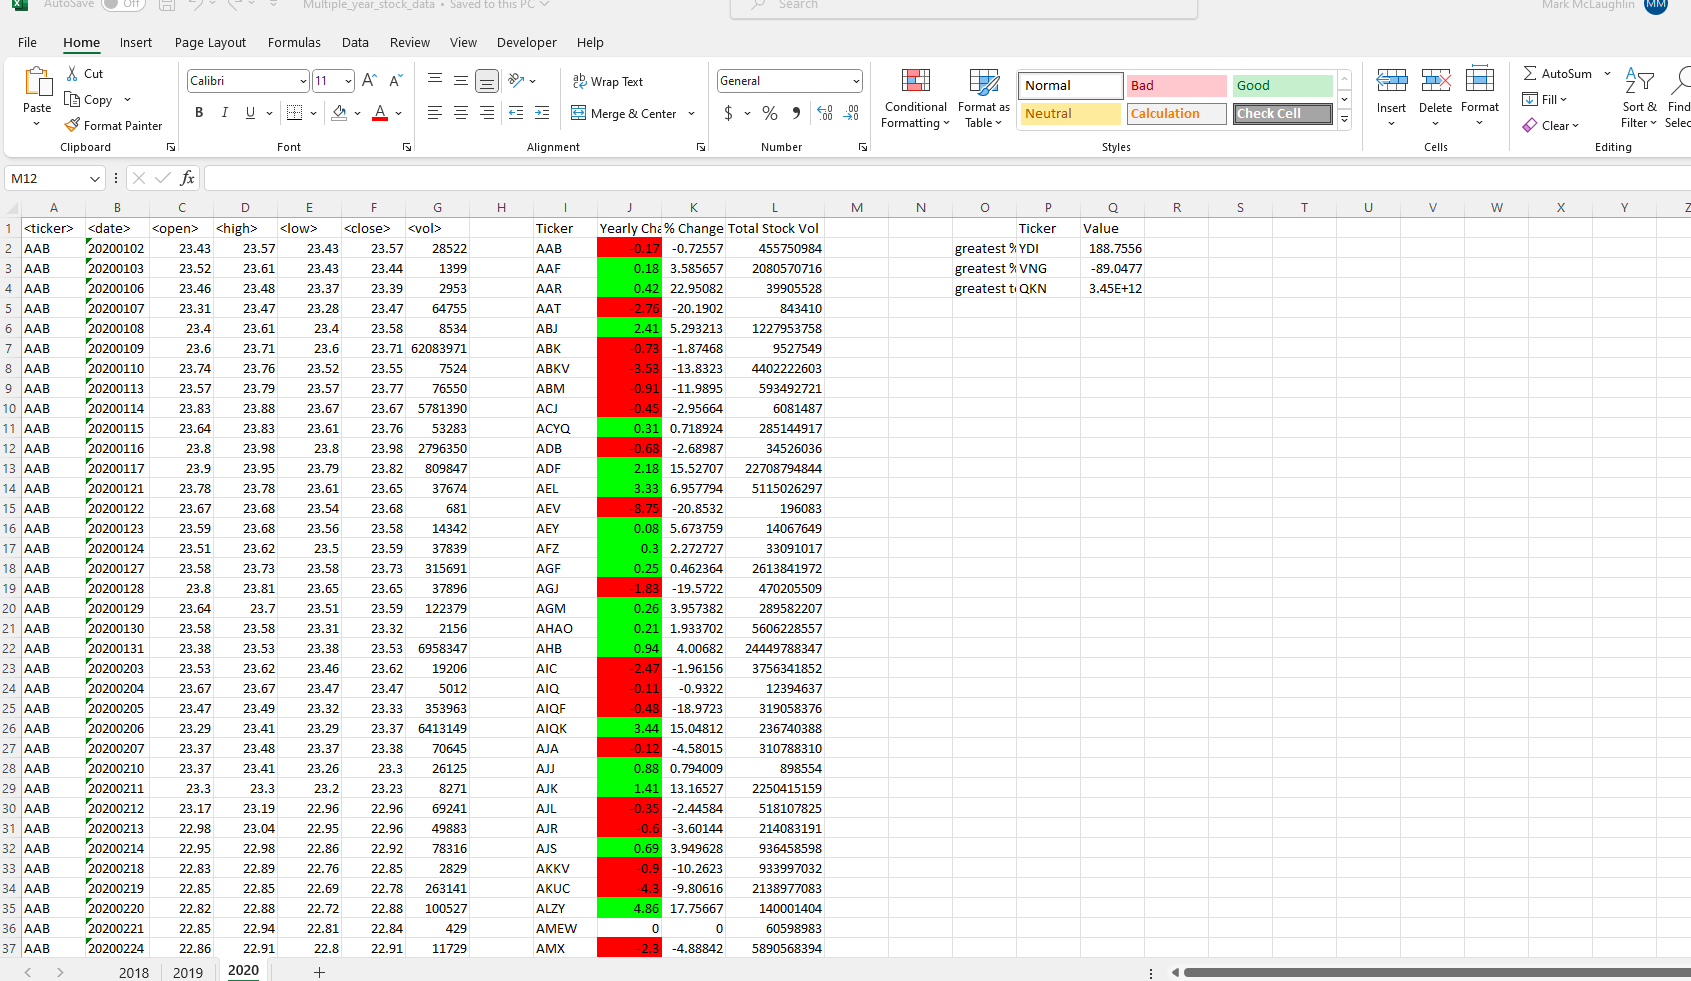 AutoSave Off Multiple_year_stock_data • Saved to this PC Search Mark McLaughlin MM
File Home Insert Page Layout Formulas Data Review View Developer Help
Paste Cut Copy Format Painter Clipboard
Calibri 11 A^ A˅ B I U A Font
ab Wrap Text Merge & Center Alignment
General $ % , Number
Conditional Formatting Format as Table Normal Bad Good Neutral Calculation Check Cell Styles
Insert Delete Format Cells
AutoSum Fill Clear Sort & Filter Editing
M12 fx
A B C D E F G H I J K L M N O P Q R S T U V W X Y Z
1 <ticker> <date> <open> <high> <low> <close> <vol> Ticker Yearly Cha % Change Total Stock Vol Ticker Value
2 AAB 20200102 23.43 23.57 23.43 23.57 28522 AAB -0.17 -0.72557 455750984 greatest % YDI 188.7556
3 AAB 20200103 23.52 23.61 23.43 23.44 1399 AAF 0.18 3.585657 2080570716 greatest % VNG -89.0477
4 AAB 20200106 23.46 23.48 23.37 23.39 2953 AAR 0.42 22.95082 39905528 greatest to QKN 3.45E+12
5 AAB 20200107 23.31 23.47 23.28 23.47 64755 AAT -2.76 -20.1902 843410
6 AAB 20200108 23.4 23.61 23.4 23.58 8534 ABJ 2.41 5.293213 1227953758
7 AAB 20200109 23.6 23.71 23.6 23.71 62083971 ABK -0.73 -1.87468 9527549
8 AAB 20200110 23.74 23.76 23.52 23.55 7524 ABKV -3.53 -13.8323 4402222603
9 AAB 20200113 23.57 23.79 23.57 23.77 76550 ABM -0.91 -11.9895 593492721
10 AAB 20200114 23.83 23.88 23.67 23.67 5781390 ACJ -0.45 -2.95664 6081487
11 AAB 20200115 23.64 23.83 23.61 23.76 53283 ACYQ 0.31 0.718924 285144917
12 AAB 20200116 23.8 23.98 23.8 23.98 2796350 ADB -0.68 -2.68987 34526036
13 AAB 20200117 23.9 23.95 23.79 23.82 809847 ADF 2.18 15.52707 22708794844
14 AAB 20200121 23.78 23.78 23.61 23.65 37674 AEL 3.33 6.957794 5115026297
15 AAB 20200122 23.67 23.68 23.54 23.68 681 AEV -8.75 -20.8532 196083
16 AAB 20200123 23.59 23.68 23.56 23.58 14342 AEY 0.08 5.673759 14067649
17 AAB 20200124 23.51 23.62 23.5 23.59 37839 AFZ 0.3 2.272727 33091017
18 AAB 20200127 23.58 23.73 23.58 23.73 315691 AGF 0.25 0.462364 2613841972
19 AAB 20200128 23.8 23.81 23.65 23.65 37896 AGJ -1.83 -19.5722 470205509
20 AAB 20200129 23.64 23.7 23.51 23.59 122379 AGM 0.26 3.957382 289582207
21 AAB 20200130 23.58 23.58 23.31 23.32 2156 AHAO 0.21 1.933702 5606228557
22 AAB 20200131 23.38 23.53 23.38 23.53 6958347 AHB 0.94 4.00682 24449788347
23 AAB 20200203 23.53 23.62 23.46 23.62 19206 AIC -2.47 -1.96156 3756341852
24 AAB 20200204 23.67 23.67 23.47 23.47 5012 AIQ -0.11 -0.9322 12394637
25 AAB 20200205 23.47 23.49 23.32 23.33 353963 AIQF -0.48 -18.9723 319058376
26 AAB 20200206 23.29 23.41 23.29 23.37 6413149 AIQK 3.44 15.04812 236740388
27 AAB 20200207 23.37 23.48 23.37 23.38 70645 AJA -0.12 -4.58015 310788310
28 AAB 20200210 23.37 23.41 23.26 23.3 26125 AJJ 0.88 0.794009 898554
29 AAB 20200211 23.3 23.3 23.2 23.23 8271 AJK 1.41 13.16527 2250415159
30 AAB 20200212 23.17 23.19 22.96 22.96 69241 AJL -0.35 -2.44584 518107825
31 AAB 20200213 22.98 23.04 22.95 22.96 49883 AJR -0.6 -3.60144 214083191
32 AAB 20200214 22.95 22.98 22.86 22.92 78316 AJS 0.69 3.949628 936458598
33 AAB 20200218 22.83 22.89 22.76 22.85 2829 AKKV -0.9 -10.2623 933997032
34 AAB 20200219 22.85 22.85 22.69 22.78 263141 AKUC -4.3 -9.80616 2138977083
35 AAB 20200220 22.82 22.88 22.72 22.88 100527 ALZY 4.86 17.75667 140001404
36 AAB 20200221 22.85 22.94 22.81 22.84 429 AMEW 0 0 60598983
37 AAB 20200224 22.86 22.91 22.8 22.91 11729 AMX -2.3 -4.88842 5890568394
2018 2019 2020